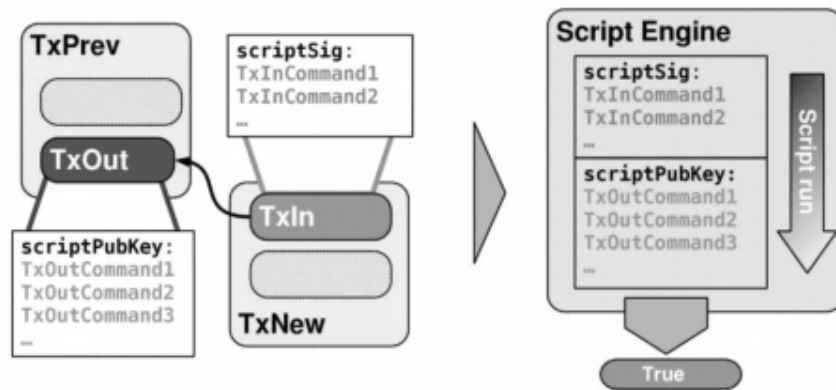 TxPrev
TxOut
scriptPubKey:
TxOutCommand1
TxOutCommand2
TxOutCommand3
…
scriptSig:
TxInCommand1
TxInCommand2
…
TxIn
TxNew
Script Engine
scriptSig:
TxInCommand1
TxInCommand2
…
scriptPubKey:
TxOutCommand1
TxOutCommand2
TxOutCommand3
…
Script run
True